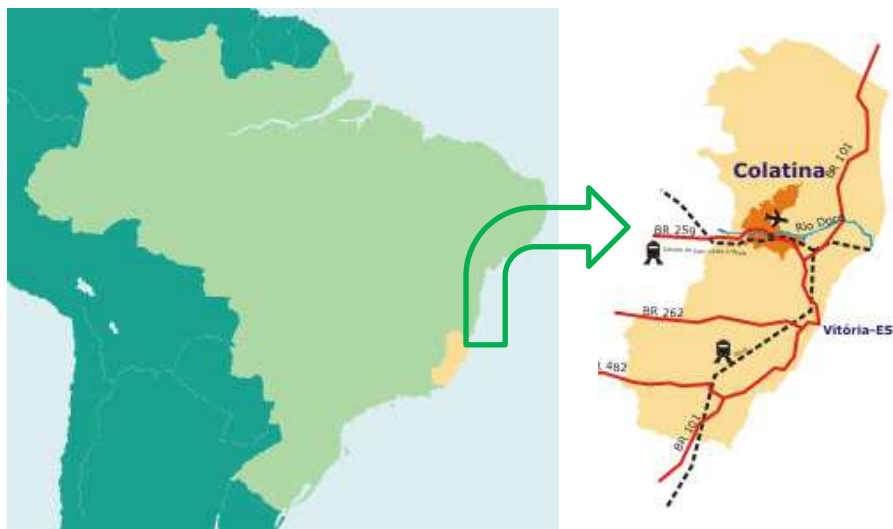 BR 101
Colatina
Rio Doce
BR 259
BR 262
Vitória-ES
482
BR 101